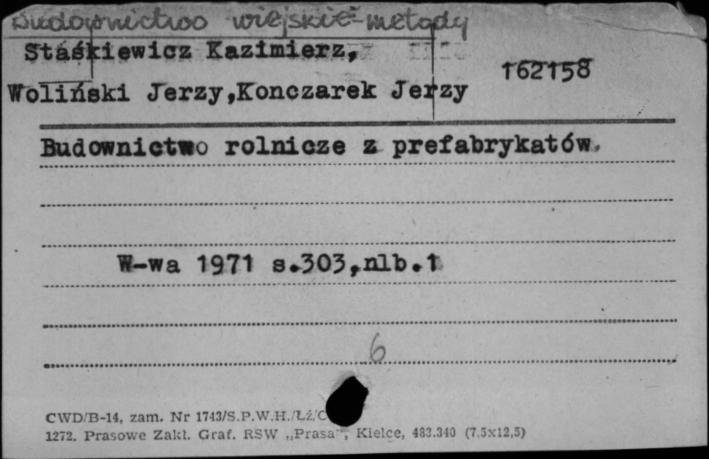 Budownictwo wiejskie-metody
Staśkiewicz Kazimierz,
162158
Woliński Jerzy,Konczarek Jerzy
Budownictwo rolnicze z prefabrykatów.
W-wa 1971 s.303,nlb.1
6
CWD/B-14, zam. Nr 1743/S.P.W.H./Łź/C
1272. Prasowe Zakł. Graf. RSW „Prasa”, Kielce, 483.340 (7,5x12,5)